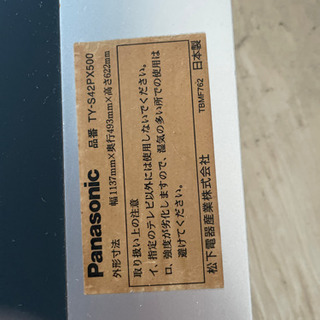 Panasonic 品番 TY-S42PX500
外形寸法 幅1137mm×奥行493mm×高さ622mm
取り扱い上の注意
イ、指定のテレビ以外には使用しないでください。
ロ、強度が劣化しますので、湿気の多い所での使用は
避けてください。
松下電器産業株式会社 日本製
TBMF762